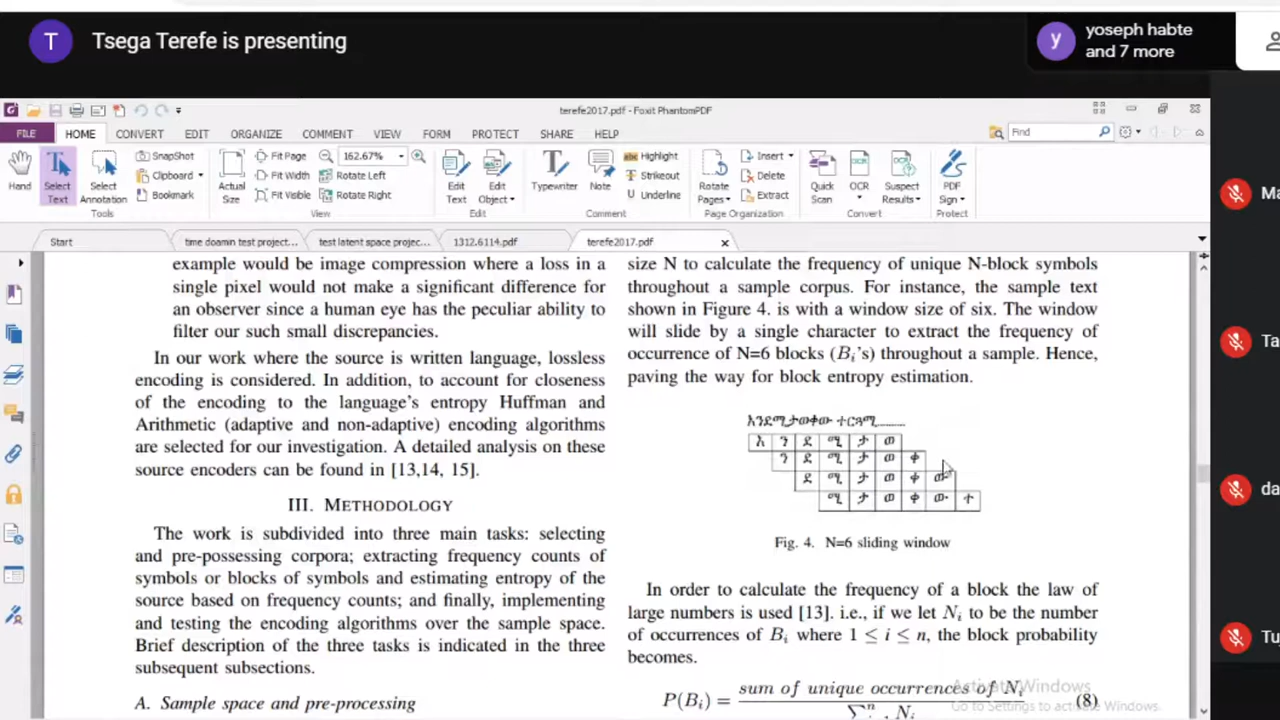 T
Tsega Terefe is presenting
y
yoseph habte
and 7 more
terefe2017.pdf - Foxit PhantomPDF
FILE HOME CONVERT EDIT ORGANIZE COMMENT VIEW FORM PROTECT SHARE HELP
Find
Hand
Select Text
Select Annotation
SnapShot
Clipboard
Bookmark
Tools
Actual Size
Fit Page
Fit Width
Fit Visible
162.67%
Rotate Left
Rotate Right
View
Edit Text
Edit Object
Edit
Typewriter
Note
Highlight
Strikeout
Underline
Comment
Rotate Pages
Insert
Delete
Extract
Page Organization
Quick Scan
OCR
Suspect Results
Convert
PDF Sign
Protect
Start
time doamin test project...
test latent space projec...
1312.6114.pdf
terefe2017.pdf
example would be image compression where a loss in a
single pixel would not make a significant difference for
an observer since a human eye has the peculiar ability to
filter our such small discrepancies.
In our work where the source is written language, lossless
encoding is considered. In addition, to account for closeness
of the encoding to the language's entropy Huffman and
Arithmetic (adaptive and non-adaptive) encoding algorithms
are selected for our investigation. A detailed analysis on these
source encoders can be found in [13,14, 15].
III. METHODOLOGY
The work is subdivided into three main tasks: selecting
and pre-possessing corpora; extracting frequency counts of
symbols or blocks of symbols and estimating entropy of the
source based on frequency counts; and finally, implementing
and testing the encoding algorithms over the sample space.
Brief description of the three tasks is indicated in the three
subsequent subsections.
A. Sample space and pre-processing
size N to calculate the frequency of unique N-block symbols
throughout a sample corpus. For instance, the sample text
shown in Figure 4. is with a window size of six. The window
will slide by a single character to extract the frequency of
occurrence of N=6 blocks (Bi's) throughout a sample. Hence,
paving the way for block entropy estimation.
እንደሚታወቀው ተርጓሚ..........
እ ን ደ ሚ ታ ወ
ን ደ ሚ ታ ወ ቀ
ደ ሚ ታ ወ ቀ ው
ሚ ታ ወ ቀ ው ተ
Fig. 4. N=6 sliding window
In order to calculate the frequency of a block the law of
large numbers is used [13]. i.e., if we let Ni to be the number
of occurrences of Bi where 1 ≤ i ≤ n, the block probability
becomes.
P(Bi) = sum of unique occurrences of Ni / Σn Ni (8)
Activate Windows
Go to Settings to activate Windows.
Ma
Ta
da
Tu